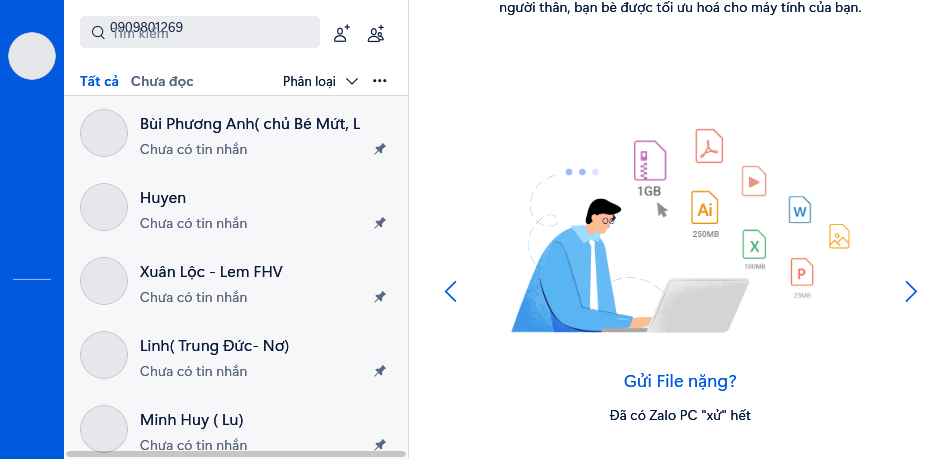 0909801269
Tìm kiếm
Tất cả Chưa đọc Phân loại
Bùi Phương Anh( chủ Bé Mứt, L
Chưa có tin nhắn
Huyen
Chưa có tin nhắn
Xuân Lộc - Lem FHV
Chưa có tin nhắn
Linh( Trung Đức- Nơ)
Chưa có tin nhắn
Minh Huy ( Lu)
Chưa có tin nhắn
người thân, bạn bè được tối ưu hoá cho máy tính của bạn.
1GB
Ai
250MB
W
X
100MB
P
25MB
Gửi File nặng?
Đã có Zalo PC "xử" hết